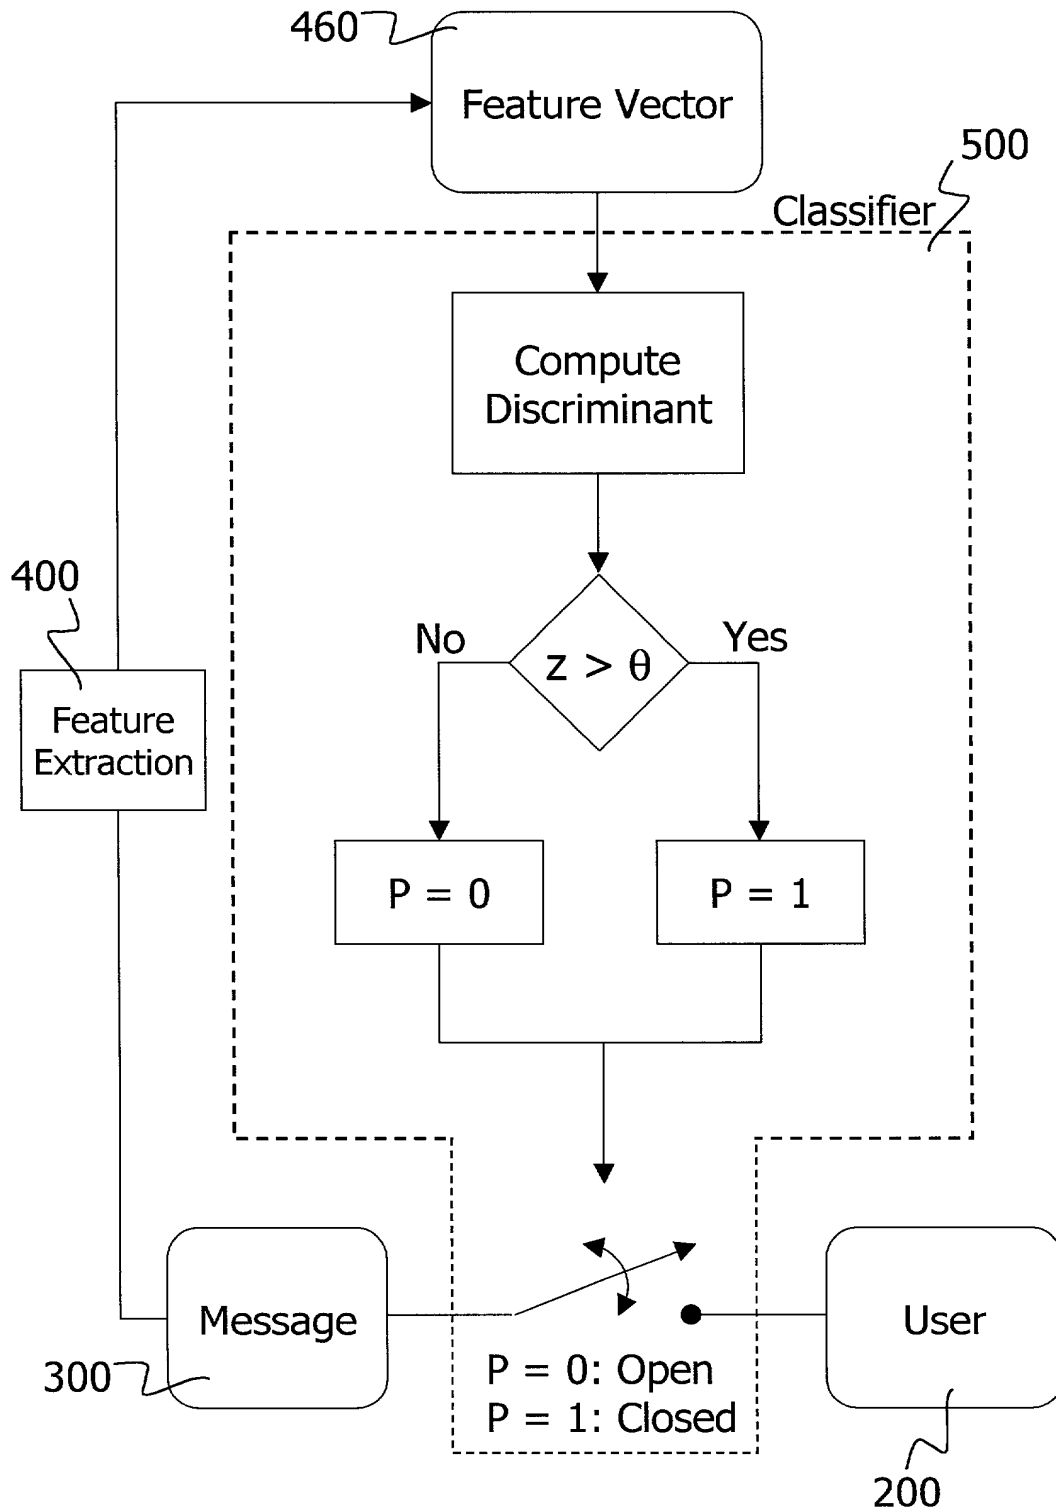 460
Feature Vector
500
Classifier
Compute
Discriminant
400
No
Yes
z > θ
Feature
Extraction
P = 0
P = 1
Message
User
300
P = 0: Open
P = 1: Closed
200